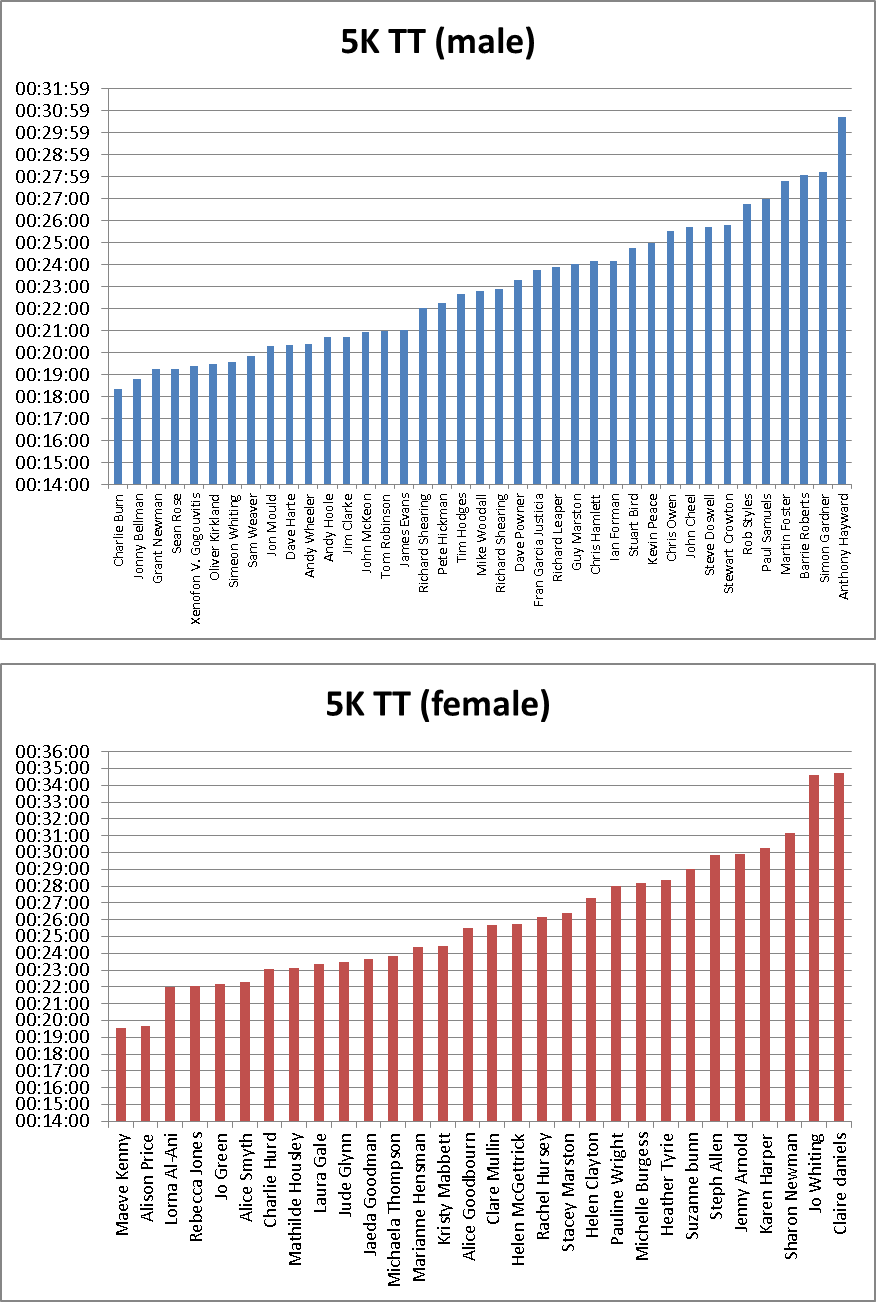 5K TT (male)
00:31:59
00:30:59
00:29:59
00:28:59
00:27:59
00:27:00
00:26:00
00:25:00
00:24:00
00:23:00
00:22:00
00:21:00
00:20:00
00:19:00
00:18:00
00:17:00
00:16:00
00:15:00
00:14:00
Charlie Burn
Jonny Bellman
Grant Newman
Sean Rose
Xenofon V. Gogouvitis
Oliver Kirkland
Simeon Whiting
Sam Weaver
Jon Mould
Dave Harte
Andy Wheeler
Andy Hoole
Jim Clarke
John McKeon
Tom Robinson
James Evans
Richard Shearing
Pete Hickman
Tim Hodges
Mike Woodall
Richard Shearing
Dave Powner
Fran Garcia Justicia
Richard Leaper
Guy Marston
Chris Hamlett
Ian Forman
Stuart Bird
Kevin Peace
Chris Owen
John Cheel
Steve Doswell
Stewart Crowton
Rob Styles
Paul Samuels
Martin Foster
Barrie Roberts
Simon Gardner
Anthony Hayward
5K TT (female)
00:36:00
00:35:00
00:34:00
00:33:00
00:32:00
00:31:00
00:30:00
00:29:00
00:28:00
00:27:00
00:26:00
00:25:00
00:24:00
00:23:00
00:22:00
00:21:00
00:20:00
00:19:00
00:18:00
00:17:00
00:16:00
00:15:00
00:14:00
Maeve Kenny
Alison Price
Lorna Al-Ani
Rebecca Jones
Jo Green
Alice Smyth
Charlie Hurd
Mathilde Housley
Laura Gale
Jude Glynn
Jaeda Goodman
Michaela Thompson
Marianne Hensman
Kristy Mabbett
Alice Goodbourn
Clare Mullin
Helen McGettrick
Rachel Hursey
Stacey Marston
Helen Clayton
Pauline Wright
Michelle Burgess
Heather Tyrie
Suzanne bunn
Steph Allen
Jenny Arnold
Karen Harper
Sharon Newman
Jo Whiting
Claire daniels